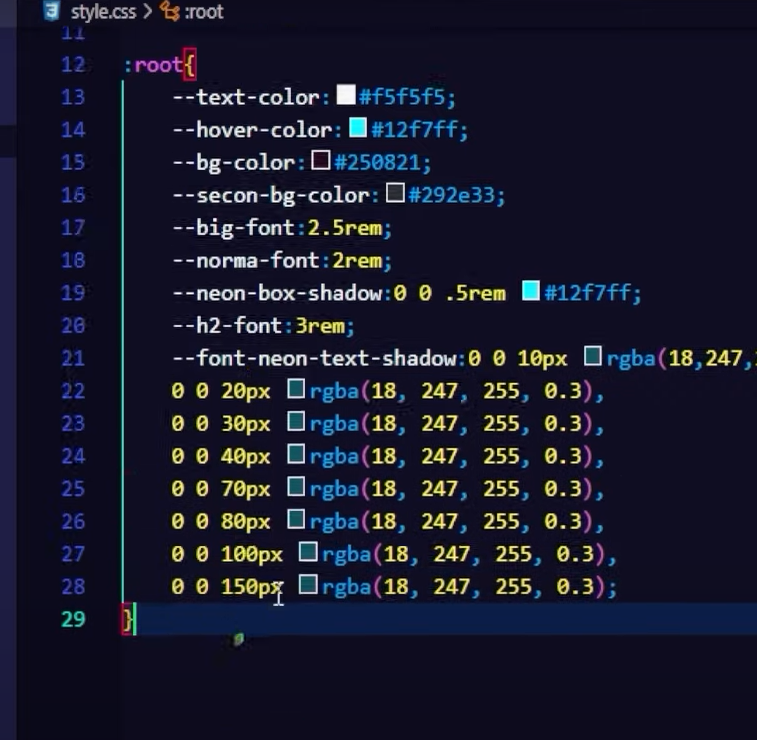 style.css > :root
11
12 :root{
13 --text-color: #f5f5f5;
14 --hover-color: #12f7ff;
15 --bg-color: #250821;
16 --secon-bg-color: #292e33;
17 --big-font:2.5rem;
18 --norma-font:2rem;
19 --neon-box-shadow:0 0 .5rem #12f7ff;
20 --h2-font:3rem;
21 --font-neon-text-shadow:0 0 10px rgba(18,247,
22 0 0 20px rgba(18, 247, 255, 0.3),
23 0 0 30px rgba(18, 247, 255, 0.3),
24 0 0 40px rgba(18, 247, 255, 0.3),
25 0 0 70px rgba(18, 247, 255, 0.3),
26 0 0 80px rgba(18, 247, 255, 0.3),
27 0 0 100px rgba(18, 247, 255, 0.3),
28 0 0 150px rgba(18, 247, 255, 0.3);
29 }